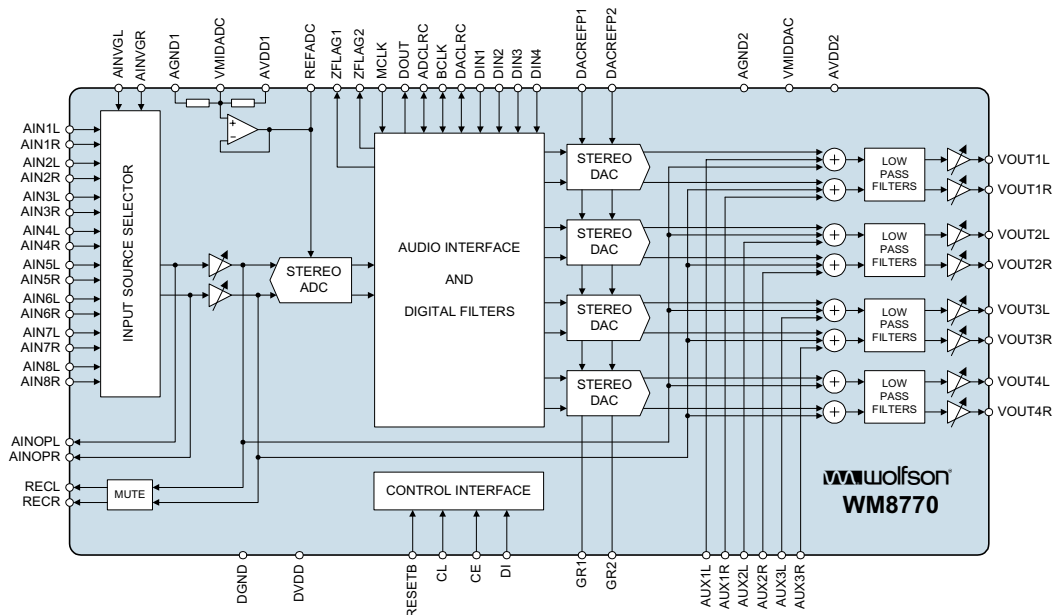 AINVGL
AINVGR
AGND1
VMIDADC
AVDD1
REFADC
ZFLAG1
ZFLAG2
MCLK
DOUT
ADCLRC
BCLK
DACLRC
DIN1
DIN2
DIN3
DIN4
DACREFP1
DACREFP2
AGND2
VMIDDAC
AVDD2
AIN1L
AIN1R
AIN2L
AIN2R
AIN3L
AIN3R
AIN4L
AIN4R
AIN5L
AIN5R
AIN6L
AIN6R
AIN7L
AIN7R
AIN8L
AIN8R
AINOPL
AINOPR
RECL
RECR
INPUT SOURCE SELECTOR
+
−
MUTE
STEREO
ADC
AUDIO INTERFACE
AND
DIGITAL FILTERS
CONTROL INTERFACE
STEREO
DAC
STEREO
DAC
STEREO
DAC
STEREO
DAC
+
+
+
+
+
+
+
+
LOW
PASS
FILTERS
LOW
PASS
FILTERS
LOW
PASS
FILTERS
LOW
PASS
FILTERS
VOUT1L
VOUT1R
VOUT2L
VOUT2R
VOUT3L
VOUT3R
VOUT4L
VOUT4R
wolfson®
WM8770
DGND
DVDD
RESETB
CL
CE
DI
GR1
GR2
AUX1L
AUX1R
AUX2L
AUX2R
AUX3L
AUX3R